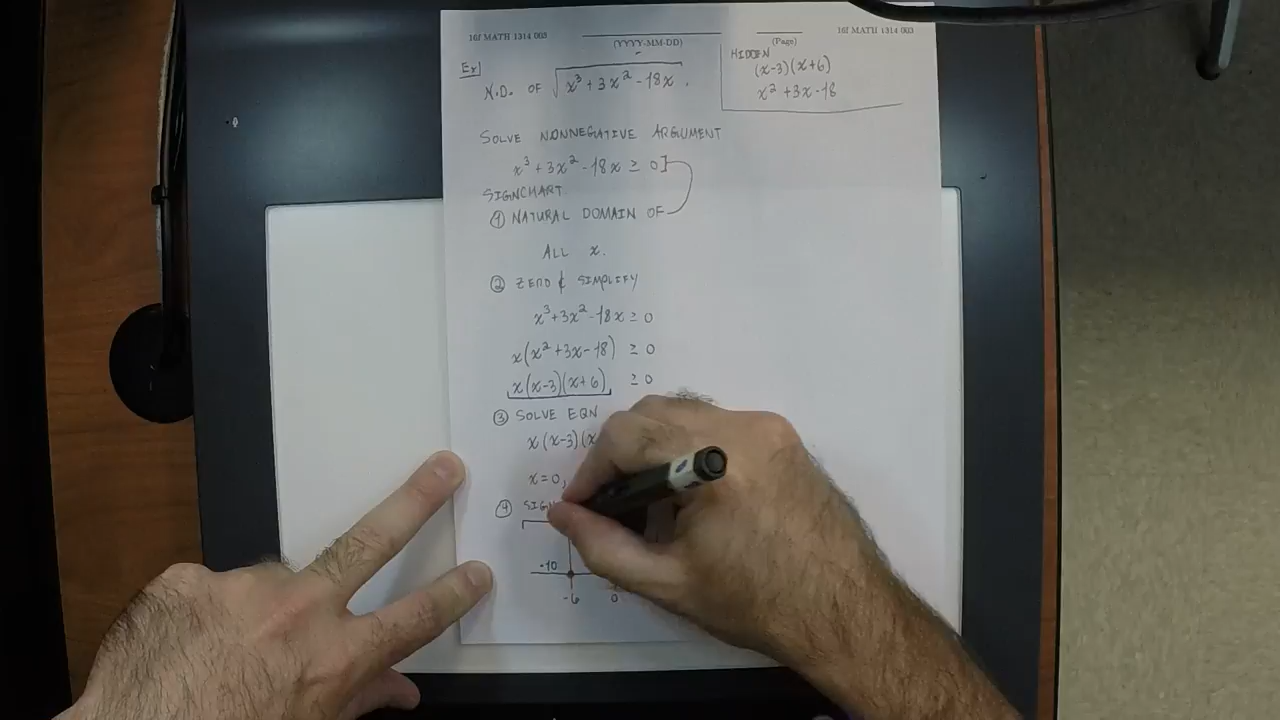 16f MATH 1314 003
(YYYY-MM-DD)
(Page)
16f MATH 1314 003
Ex
N.D. OF √(x³+3x²-18x).
HIDDEN
(x-3)(x+6)
x²+3x-18
SOLVE NONNEGATIVE ARGUMENT
x³+3x²-18x ≥ 0]
SIGNCHART
① NATURAL DOMAIN OF
ALL x.
② ZERO & SIMPLIFY
x³+3x²-18x ≥ 0
x(x²+3x-18) ≥ 0
x(x-3)(x+6) ≥ 0
③ SOLVE EQN
x(x-3)(x
x=0,
④ SIGN
-10
-6 0